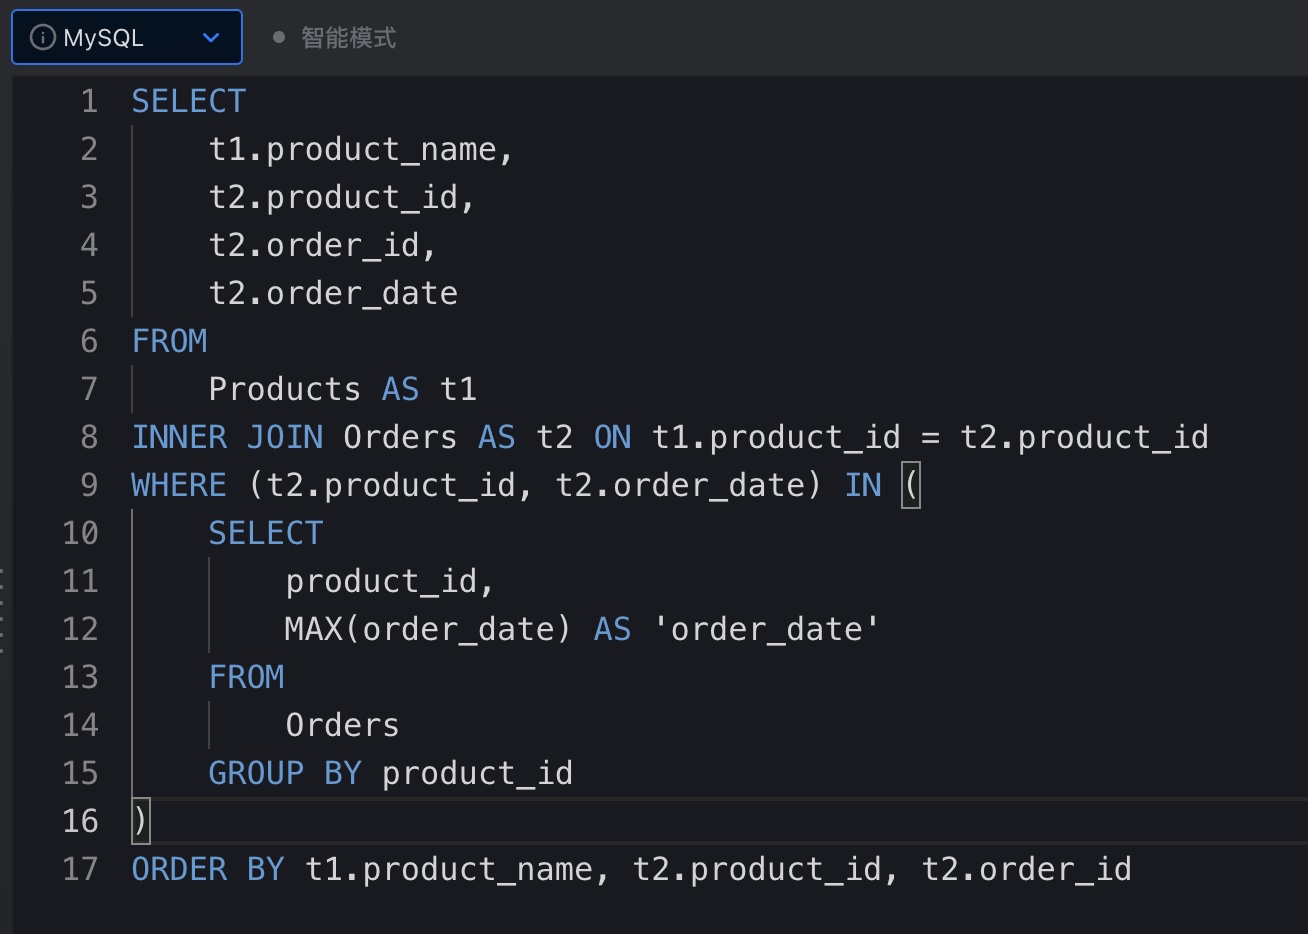 MySQL 智能模式
1 SELECT
2 t1.product_name,
3 t2.product_id,
4 t2.order_id,
5 t2.order_date
6 FROM
7 Products AS t1
8 INNER JOIN Orders AS t2 ON t1.product_id = t2.product_id
9 WHERE (t2.product_id, t2.order_date) IN (
10 SELECT
11 product_id,
12 MAX(order_date) AS 'order_date'
13 FROM
14 Orders
15 GROUP BY product_id
16 )
17 ORDER BY t1.product_name, t2.product_id, t2.order_id